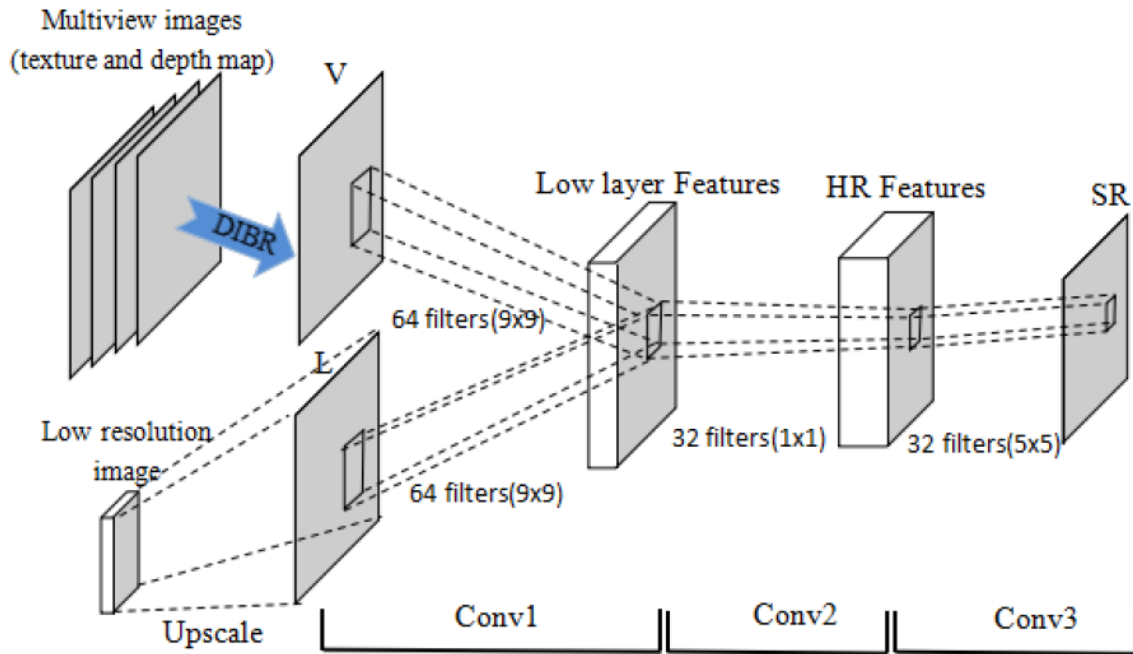 Multiview images
(texture and depth map)
V
DIBR
Low layer Features
HR Features
SR
64 filters(9x9)
L
Low resolution
image
64 filters(9x9)
32 filters(1x1)
32 filters(5x5)
Upscale
Conv1
Conv2
Conv3